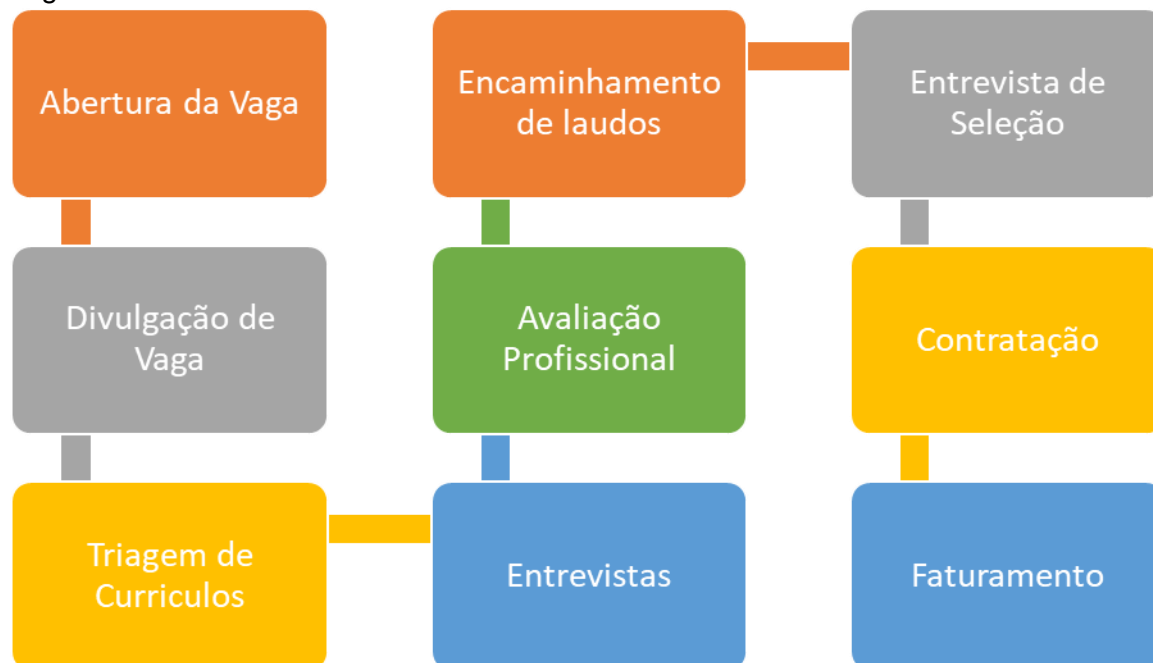 Abertura da Vaga
Divulgação de
Vaga
Triagem de
Curriculos
Entrevistas
Avaliação
Profissional
Encaminhamento
de laudos
Entrevista de
Seleção
Contratação
Faturamento